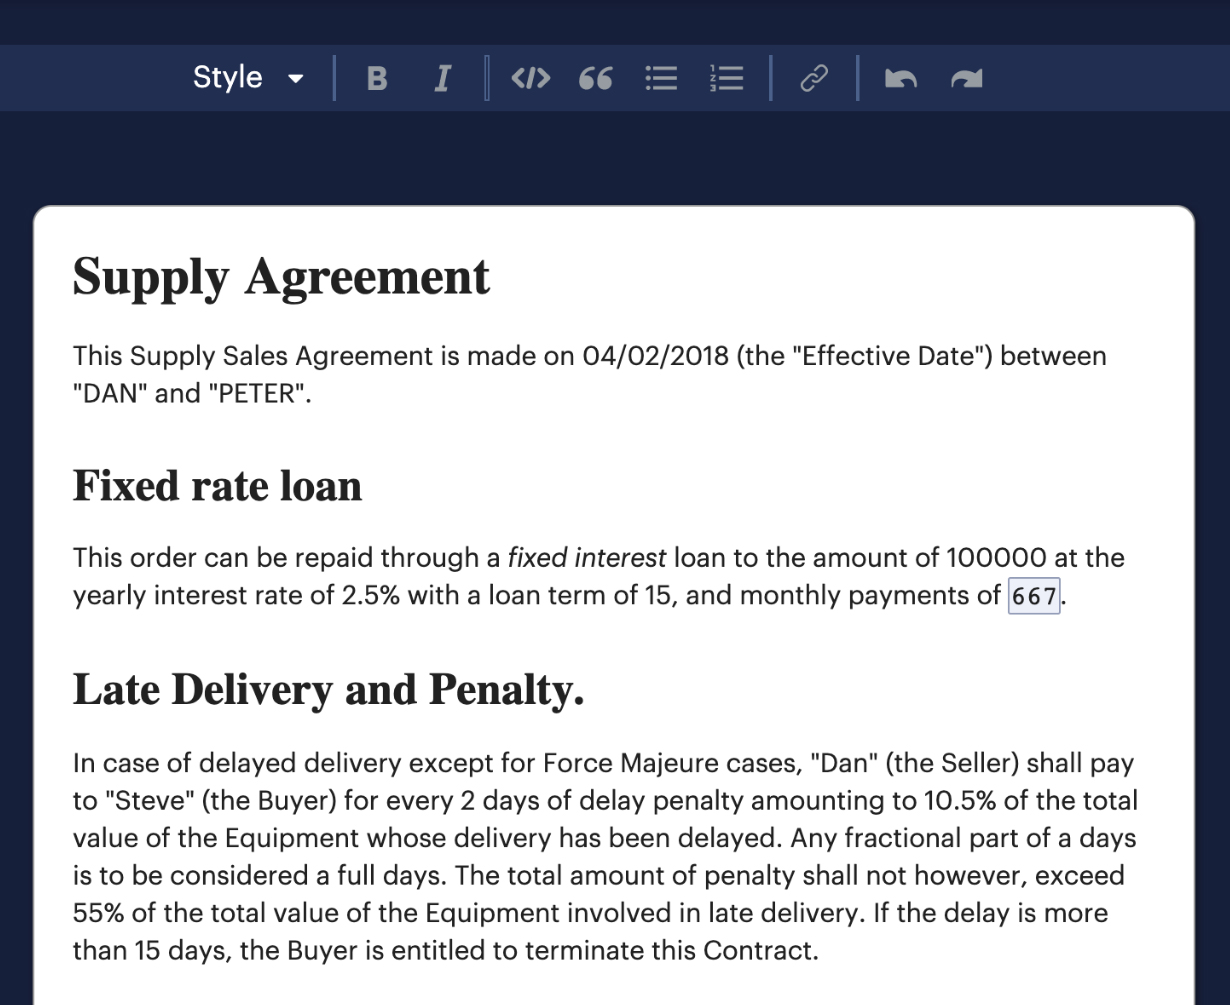 Style
Supply Agreement
This Supply Sales Agreement is made on 04/02/2018 (the "Effective Date") between
"DAN" and "PETER".
Fixed rate loan
This order can be repaid through a fixed interest loan to the amount of 100000 at the
yearly interest rate of 2.5% with a loan term of 15, and monthly payments of 667.
Late Delivery and Penalty.
In case of delayed delivery except for Force Majeure cases, "Dan" (the Seller) shall pay
to "Steve" (the Buyer) for every 2 days of delay penalty amounting to 10.5% of the total
value of the Equipment whose delivery has been delayed. Any fractional part of a days
is to be considered a full days. The total amount of penalty shall not however, exceed
55% of the total value of the Equipment involved in late delivery. If the delay is more
than 15 days, the Buyer is entitled to terminate this Contract.